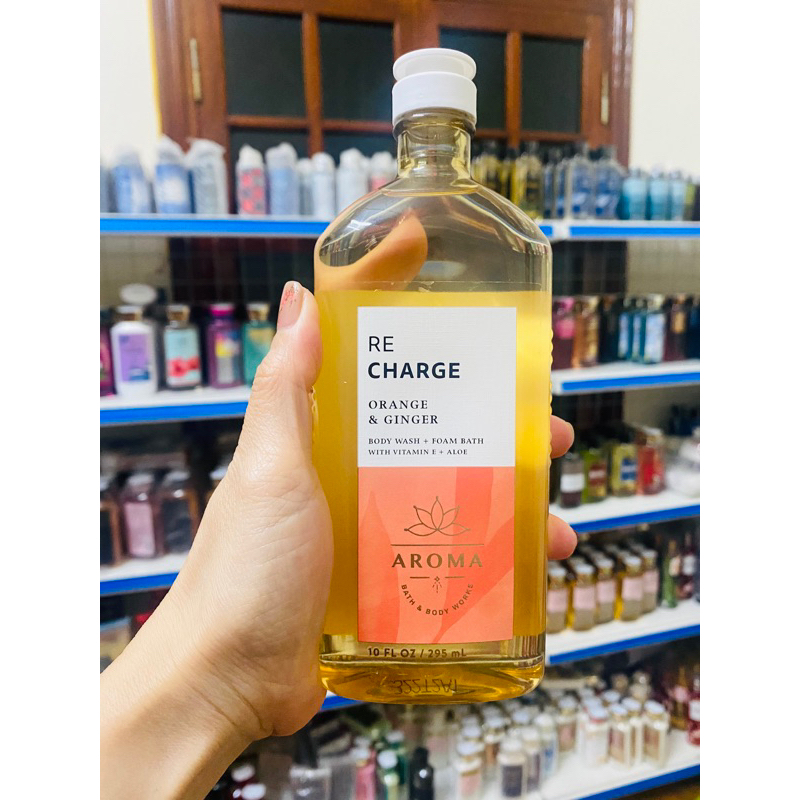 RE
CHARGE
ORANGE
& GINGER
BODY WASH + FOAM BATH
WITH VITAMIN E + ALOE
AROMA
BATH & BODY WORKS
10 FL OZ / 295 mL